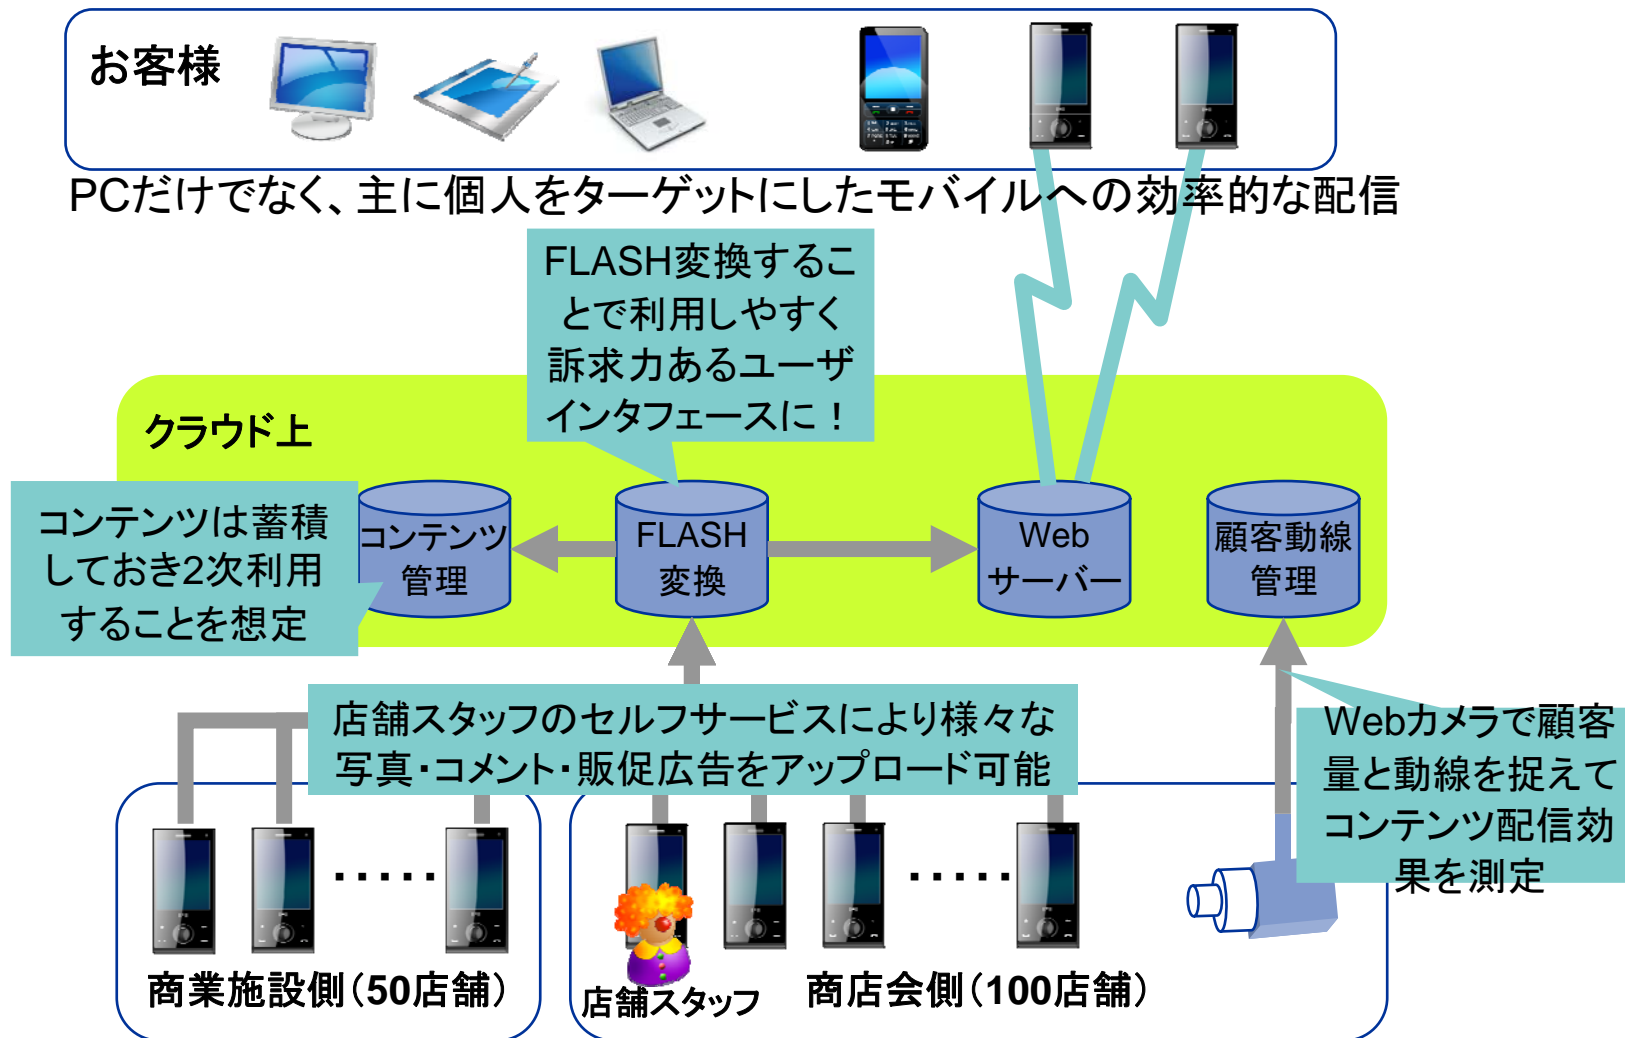 お客様
PCだけでなく、主に個人をターゲットにしたモバイルへの効率的な配信
FLASH変換するこ
とで利用しやすく
訴求力あるユーザ
インタフェースに！
クラウド上
コンテンツは蓄積
しておき2次利用
することを想定
コンテンツ
管理
FLASH
変換
Web
サーバー
顧客動線
管理
店舗スタッフのセルフサービスにより様々な
写真・コメント・販促広告をアップロード可能
Webカメラで顧客
量と動線を捉えて
コンテンツ配信効
果を測定
・・・・・
・・・・・
商業施設側（50店舗）
店舗スタッフ
商店会側（100店舗）